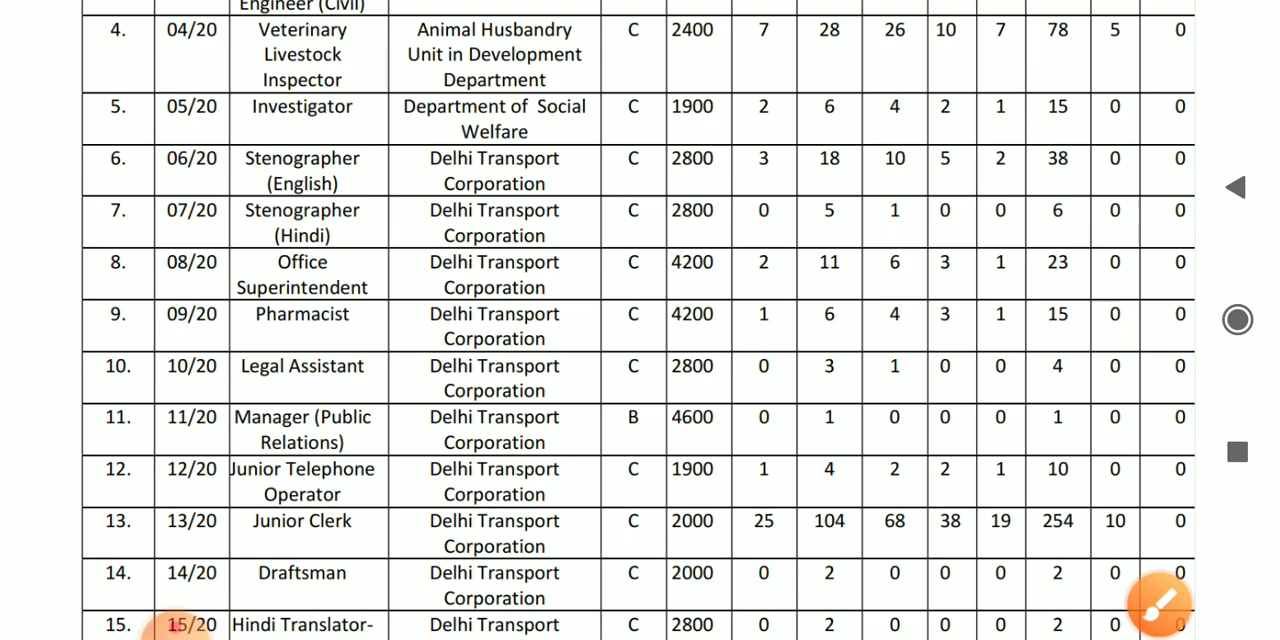 Engineer (Civil)
4. 04/20 Veterinary Animal Husbandry C 2400 7 28 26 10 7 78 5 0
Livestock Unit in Development
Inspector Department
5. 05/20 Investigator Department of Social C 1900 2 6 4 2 1 15 0 0
Welfare
6. 06/20 Stenographer Delhi Transport C 2800 3 18 10 5 2 38 0 0
(English) Corporation
7. 07/20 Stenographer Delhi Transport C 2800 0 5 1 0 0 6 0 0
(Hindi) Corporation
8. 08/20 Office Delhi Transport C 4200 2 11 6 3 1 23 0 0
Superintendent Corporation
9. 09/20 Pharmacist Delhi Transport C 4200 1 6 4 3 1 15 0 0
Corporation
10. 10/20 Legal Assistant Delhi Transport C 2800 0 3 1 0 0 4 0 0
Corporation
11. 11/20 Manager (Public Delhi Transport B 4600 0 1 0 0 0 1 0 0
Relations) Corporation
12. 12/20 Junior Telephone Delhi Transport C 1900 1 4 2 2 1 10 0 0
Operator Corporation
13. 13/20 Junior Clerk Delhi Transport C 2000 25 104 68 38 19 254 10 0
Corporation
14. 14/20 Draftsman Delhi Transport C 2000 0 2 0 0 0 2 0 0
Corporation
15. 15/20 Hindi Translator- Delhi Transport C 2800 0 2 0 0 0 2 0 0